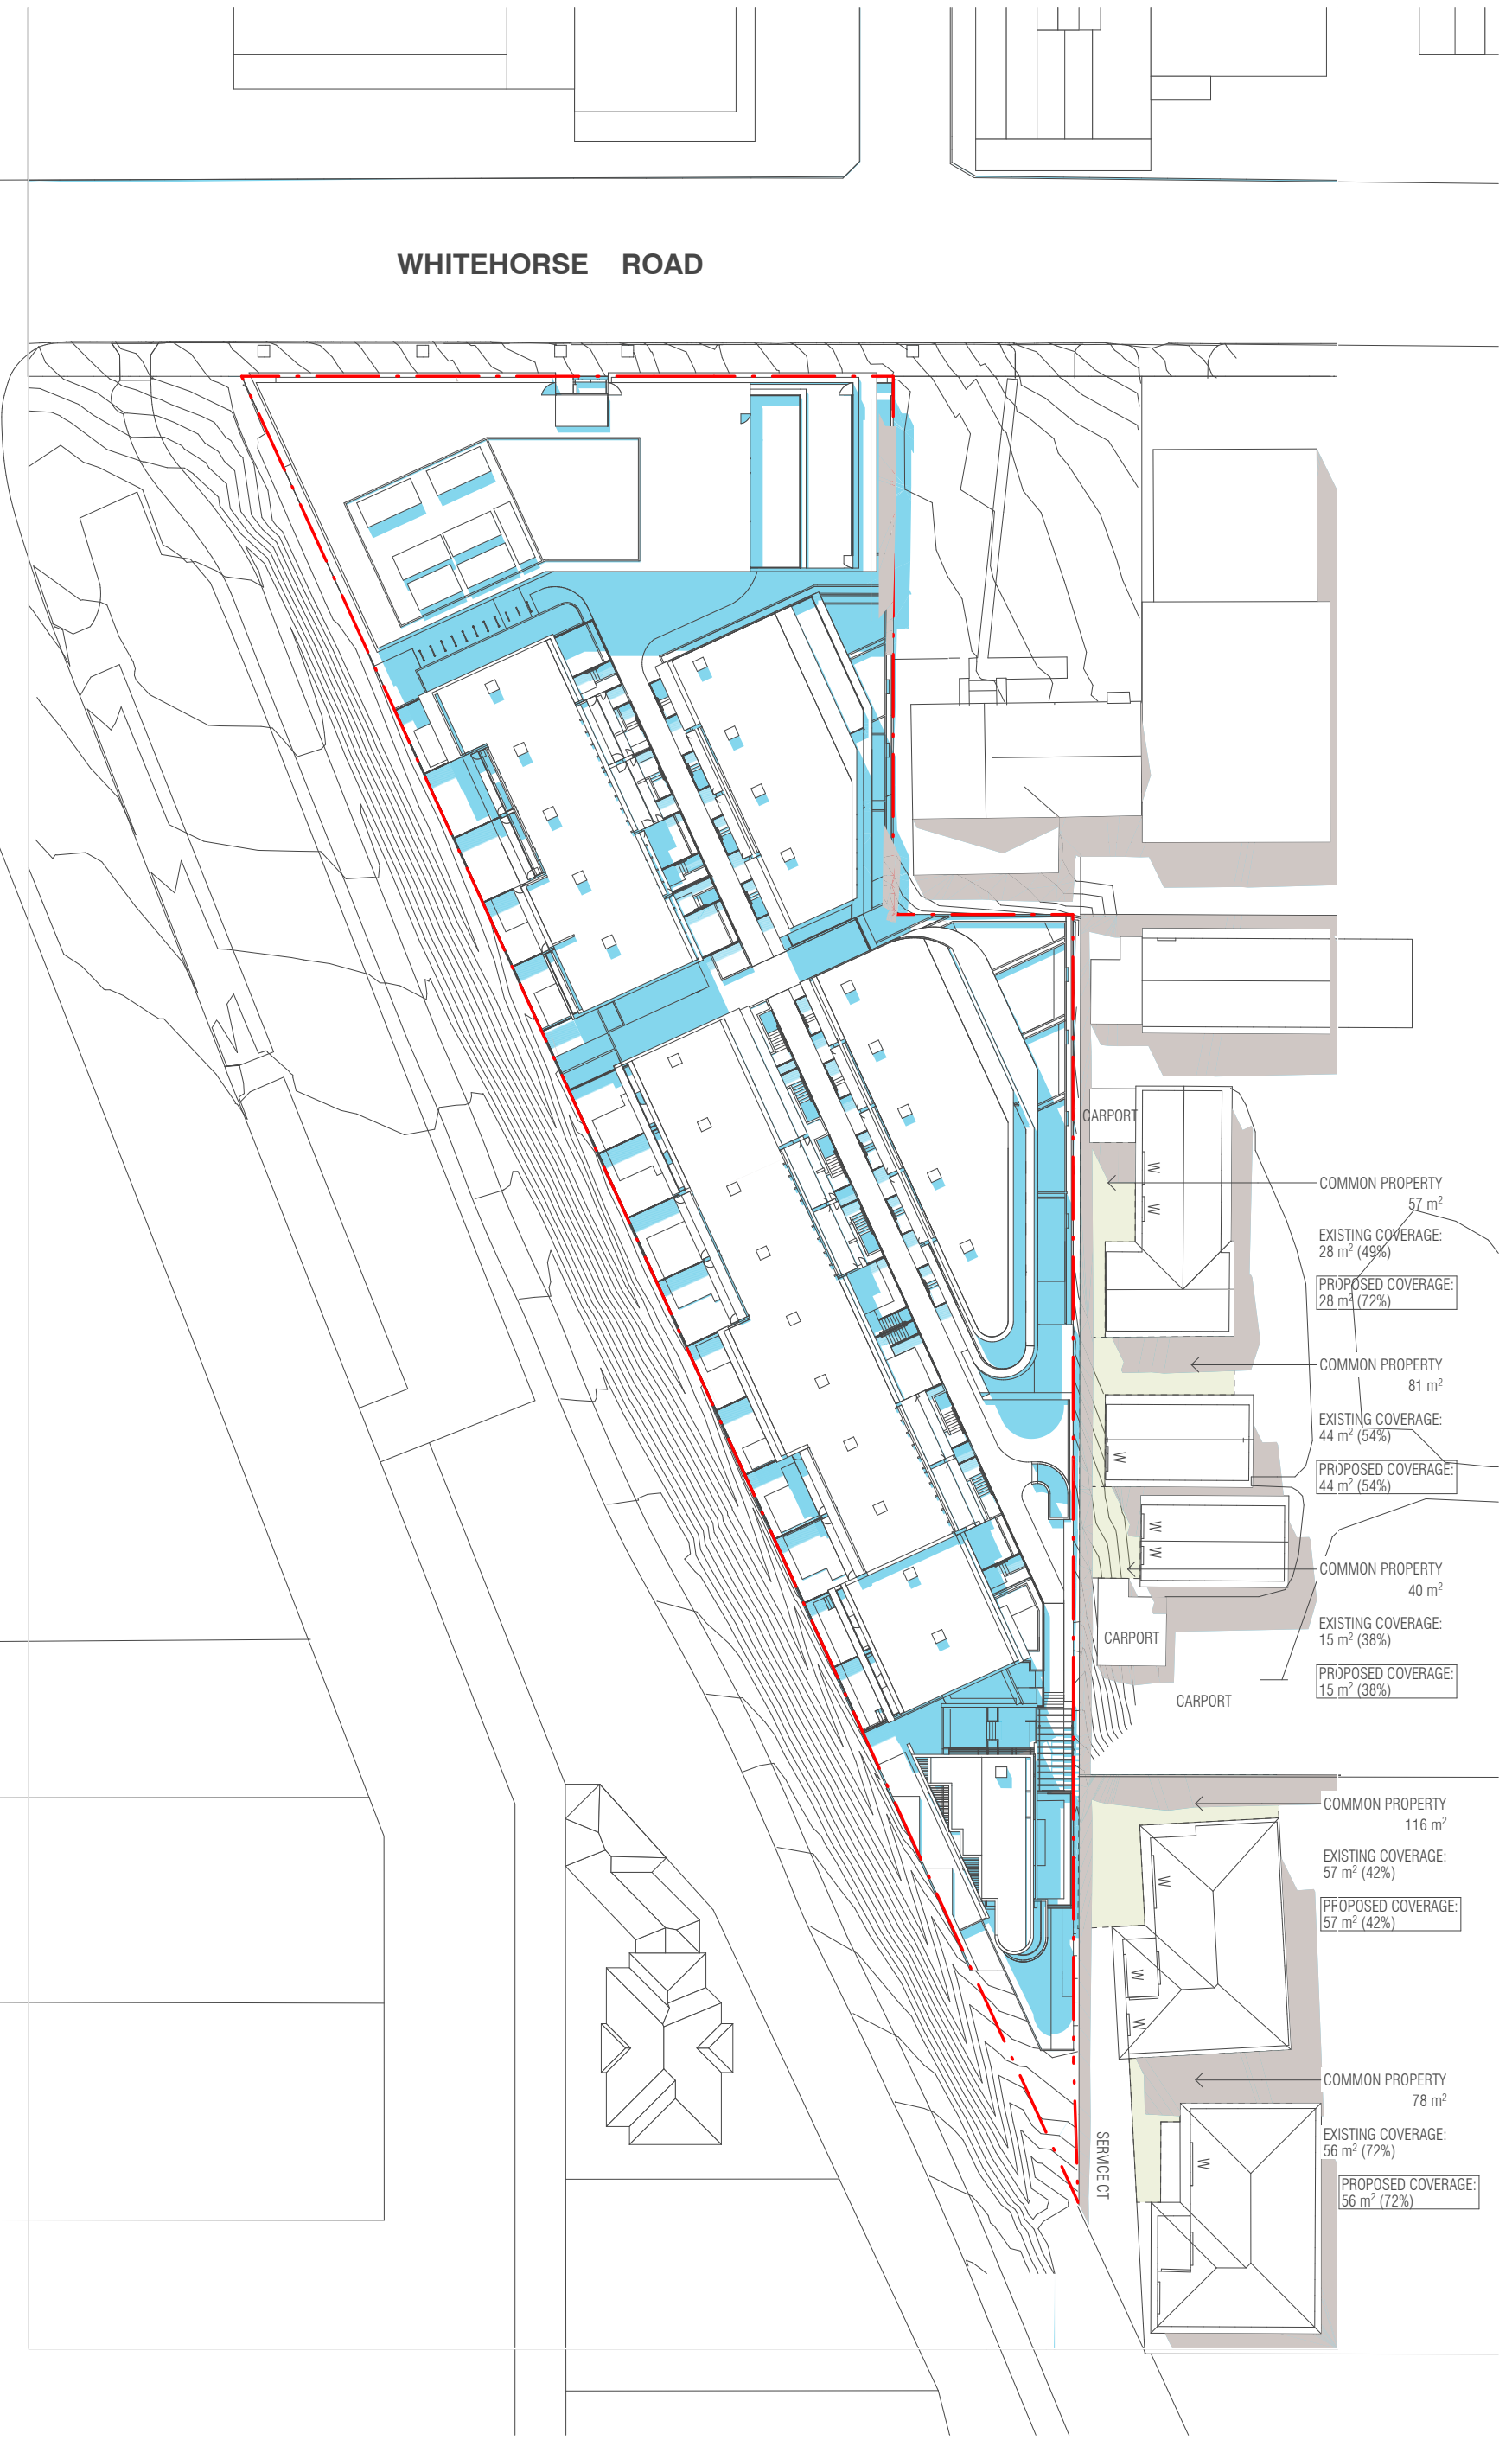 WHITEHORSE ROAD
CARPORT
W
W
COMMON PROPERTY
57 m²
EXISTING COVERAGE:
28 m² (49%)
PROPOSED COVERAGE:
28 m² (72%)
COMMON PROPERTY
81 m²
EXISTING COVERAGE:
44 m² (54%)
W
PROPOSED COVERAGE:
44 m² (54%)
W
W
COMMON PROPERTY
40 m²
EXISTING COVERAGE:
15 m² (38%)
CARPORT
PROPOSED COVERAGE:
15 m² (38%)
CARPORT
COMMON PROPERTY
116 m²
EXISTING COVERAGE:
57 m² (42%)
W
PROPOSED COVERAGE:
57 m² (42%)
W
W
COMMON PROPERTY
78 m²
EXISTING COVERAGE:
56 m² (72%)
W
SERVICE CT
PROPOSED COVERAGE:
56 m² (72%)